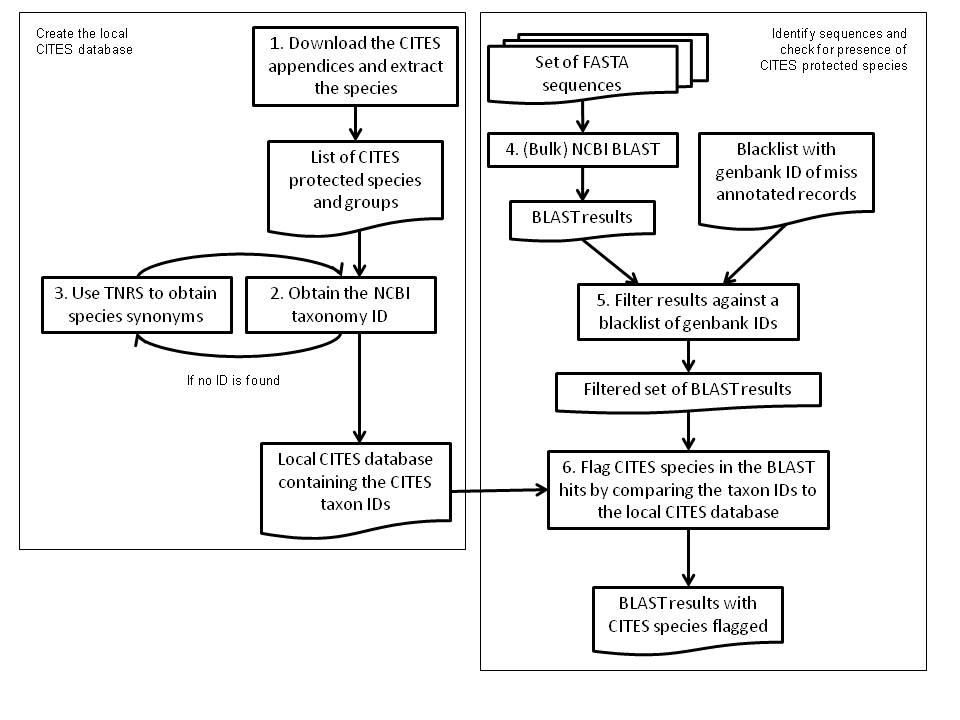 Create the local
CITES database
1. Download the CITES
appendices and extract
the species
List of CITES
protected species
and groups
3. Use TNRS to obtain
species synonyms
2. Obtain the NCBI
taxonomy ID
If no ID is found
Local CITES database
containing the CITES
taxon IDs
Identify sequences and
check for presence of
CITES protected species
Set of FASTA
sequences
4. (Bulk) NCBI BLAST
Blacklist with
genbank ID of miss
annotated records
BLAST results
5. Filter results against a
blacklist of genbank IDs
Filtered set of BLAST results
6. Flag CITES species in the BLAST
hits by comparing the taxon IDs to
the local CITES database
BLAST results with
CITES species flagged